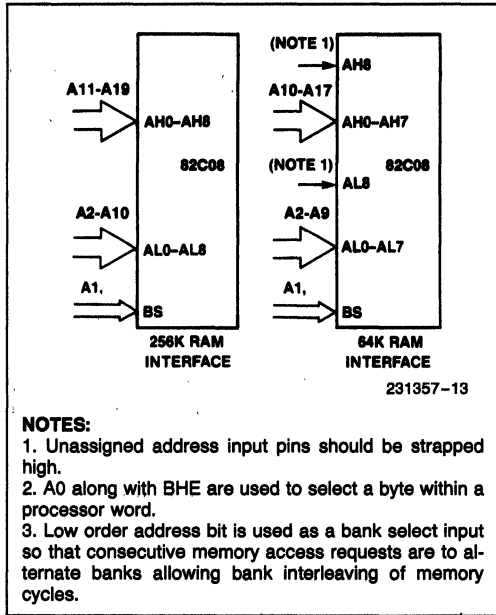 (NOTE 1)
AH8
A11-A19
A10-A17
AH0-AH8
AH0-AH7
82C08
82C08
(NOTE 1)
AL8
A2-A10
A2-A9
AL0-AL8
AL0-AL7
A1,
A1,
BS
BS
256K RAM
INTERFACE
64K RAM
INTERFACE
231357-13
NOTES:
1. Unassigned address input pins should be strapped
high.
2. A0 along with BHE are used to select a byte within a
processor word.
3. Low order address bit is used as a bank select input
so that consecutive memory access requests are to al-
ternate banks allowing bank interleaving of memory
cycles.